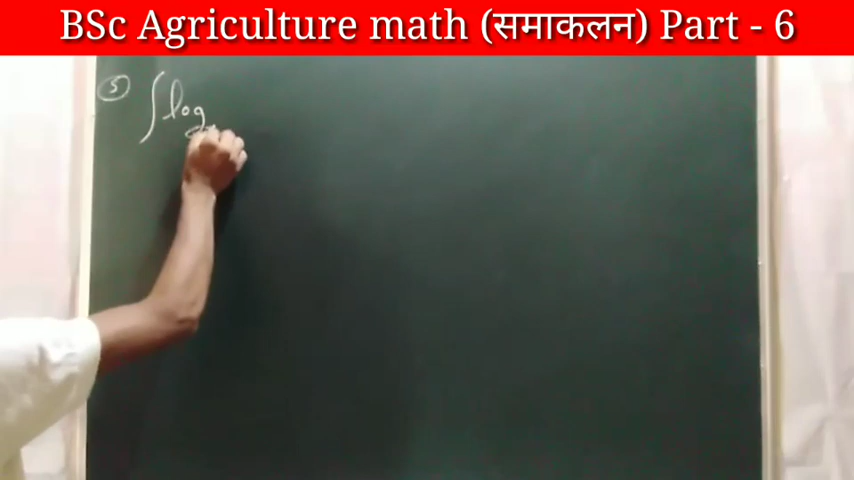 BSc Agriculture math (समाकलन) Part - 6
⑤ ∫ log